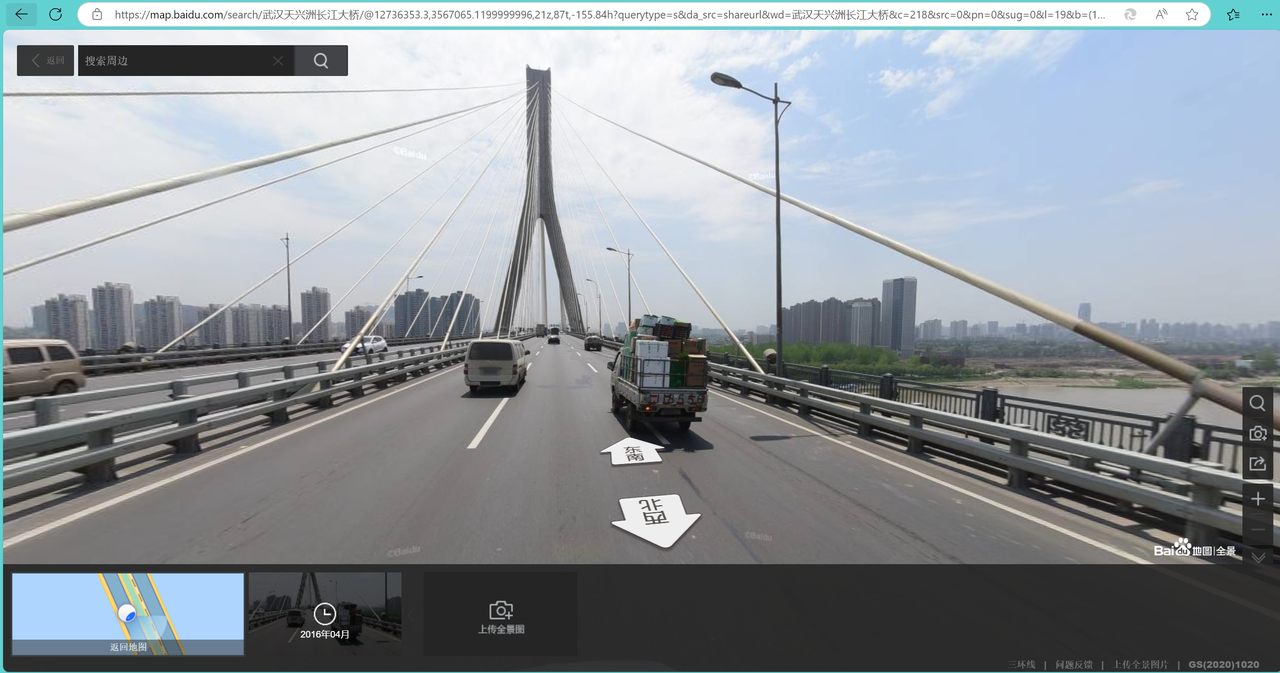 https://map.baidu.com/search/武汉天兴洲长江大桥/@12736353.3,3567065.1199999996,21z,87t,-155.84h?querytype=s&da_src=shareurl&wd=武汉天兴洲长江大桥&c=218&src=0&pn=0&sug=0&l=19&b=(1...
返回
搜索周边
©Baidu
©Baidu
东南
西北
©Baidu
©Baidu
Baidu地图|全景
返回地图
2016年04月
上传全景图
三环线 | 问题反馈 | 上传全景图片 | GS(2020)1020